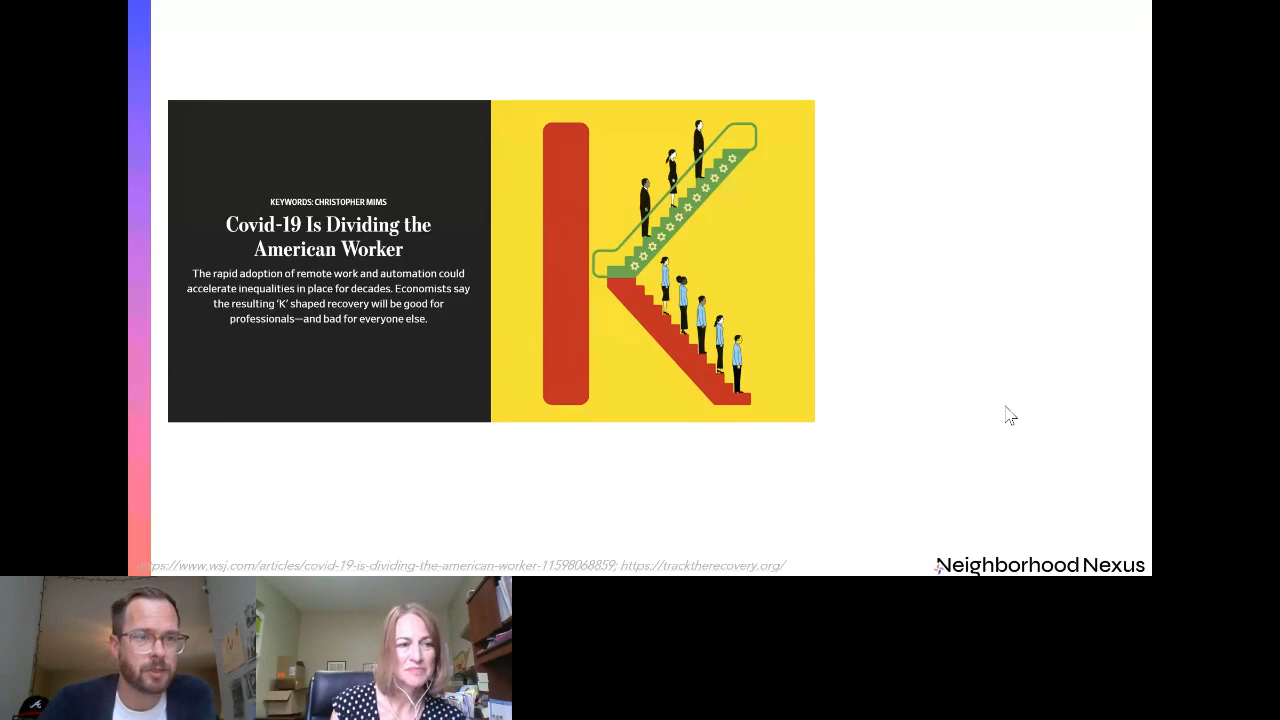 KEYWORDS: CHRISTOPHER MIMS
Covid-19 Is Dividing the
American Worker
The rapid adoption of remote work and automation could
accelerate inequalities in place for decades. Economists say
the resulting ‘K’ shaped recovery will be good for
professionals—and bad for everyone else.
https://www.wsj.com/articles/covid-19-is-dividing-the-american-worker-11598068859; https://tracktherecovery.org/
Neighborhood Nexus